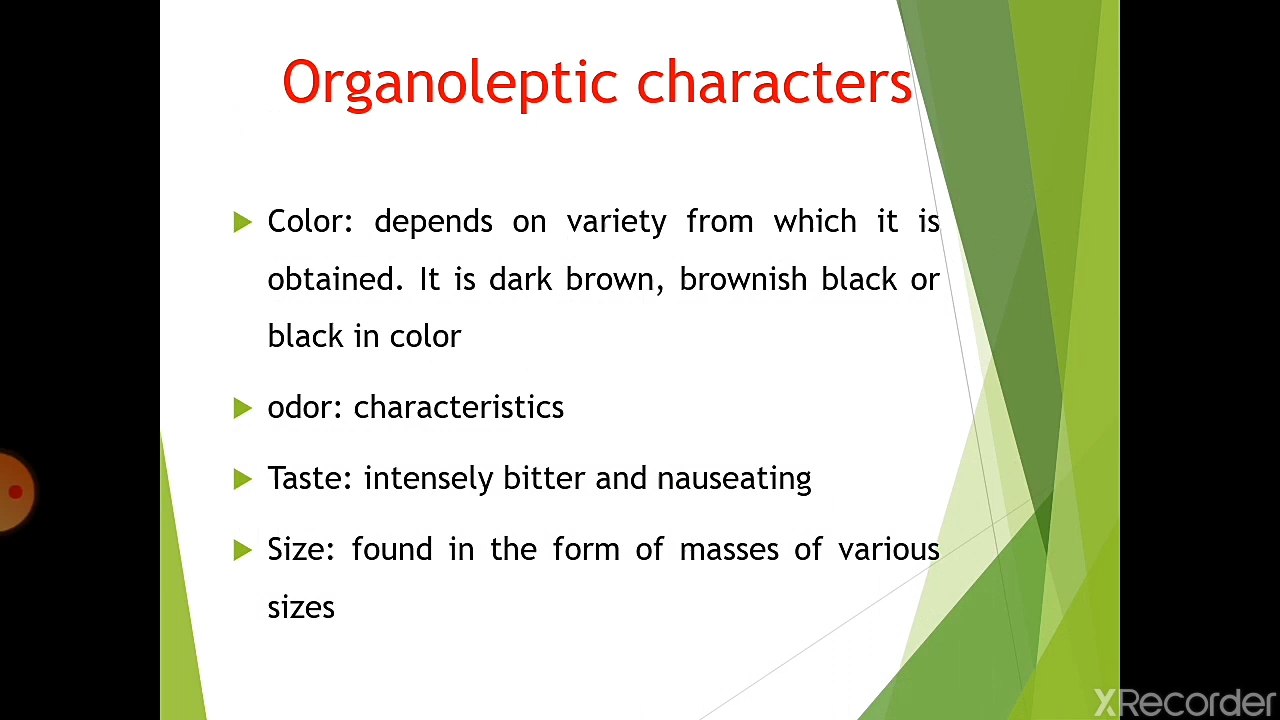 Organoleptic characters
Color: depends on variety from which it is
obtained. It is dark brown, brownish black or
black in color
odor: characteristics
Taste: intensely bitter and nauseating
Size: found in the form of masses of various
sizes
XRecorder